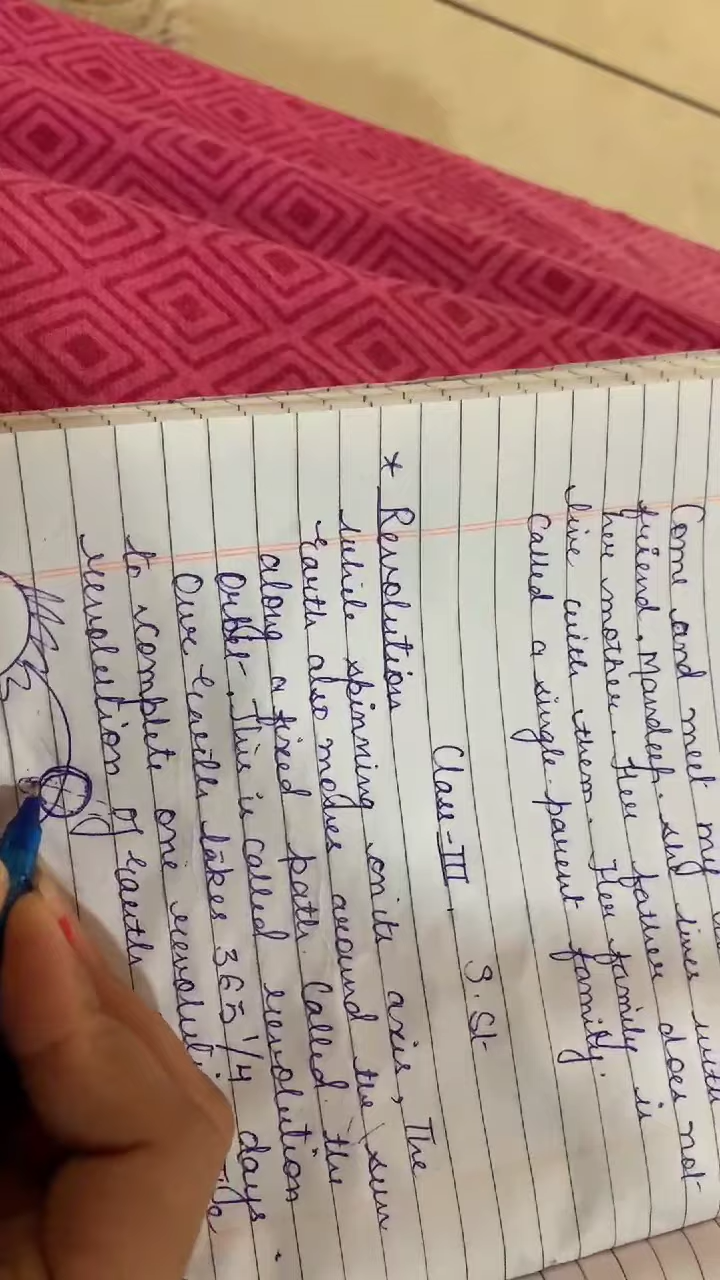 Come and meet my
friend, Mandeep. and lives with
her mother. Her father does not
live with them. Her family is
called a single parent family.
Class-III. S.St
* Revolution
while spinning on its axis, The
earth also moves around the sun
along a fixed path. Called the
Orbit. This is called revolution.
Our earth takes 365 1/4 days
to complete one
revolution of earth